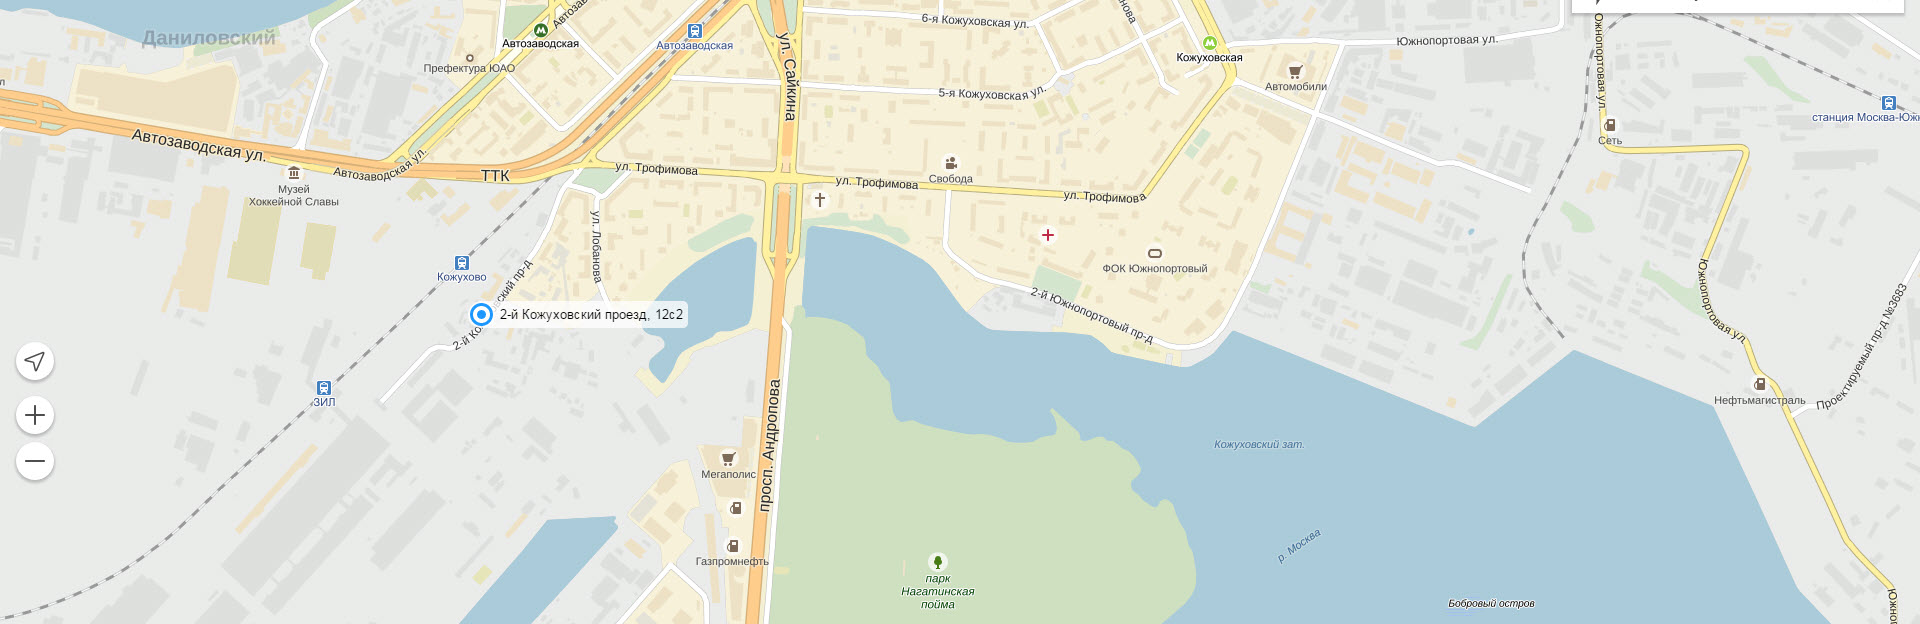 6-я Кожуховская ул.
Даниловский
Автозаводская
Автозаводская
Кожуховская
Южнопортовая ул.
Южнопортовая ул.
Префектура ЮАО
ул. Сайкина
Автомобили
5-я Кожуховская ул.
станция Москва-Южн
Автозаводская ул.
Сеть
Автозаводская ул.
ТТК
ул. Трофимова
ул. Трофимова
ул. Трофимова
Свобода
Музей
Хоккейной Славы
ул. Лобанова
Кожухово
ФОК Южнопортовый
2-й Южнопортовый пр-д
Южнопортовая ул.
Проектируемый пр-д №3683
2-й Кожуховский проезд, 12с2
ЗИЛ
Нефтьмагистраль
просп. Андропова
Кожуховский зат.
Мегаполис
р. Москва
Газпромнефть
парк
Нагатинская
пойма
Бобровый остров